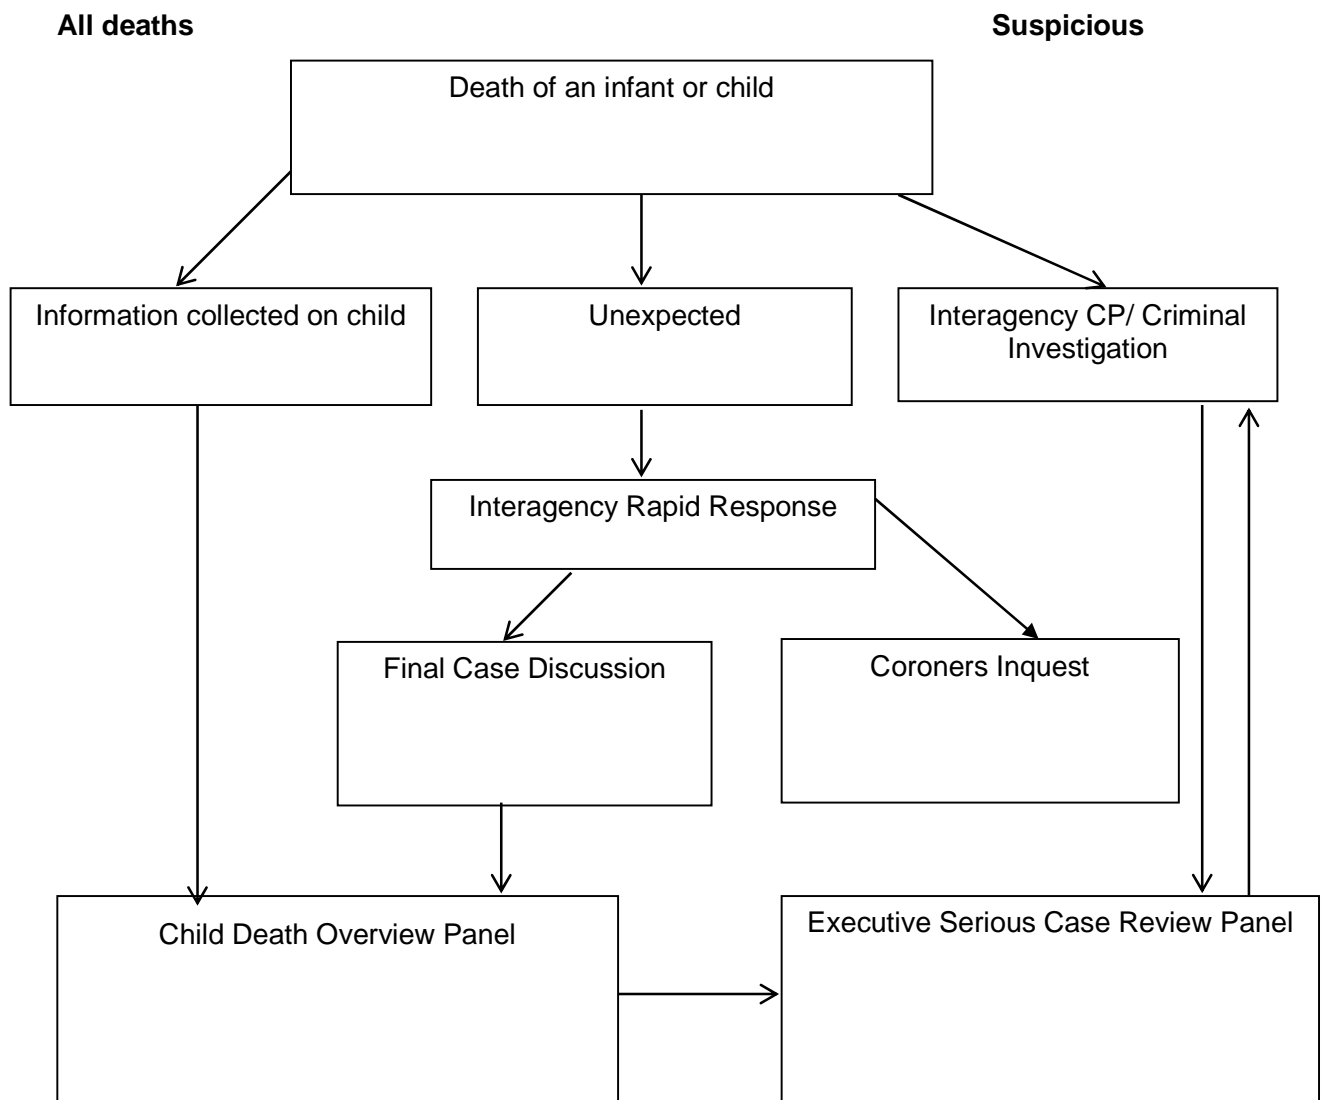 All deaths
Suspicious
Death of an infant or child
Information collected on child
Unexpected
Interagency CP/ Criminal
Investigation
Interagency Rapid Response
Final Case Discussion
Coroners Inquest
Child Death Overview Panel
Executive Serious Case Review Panel